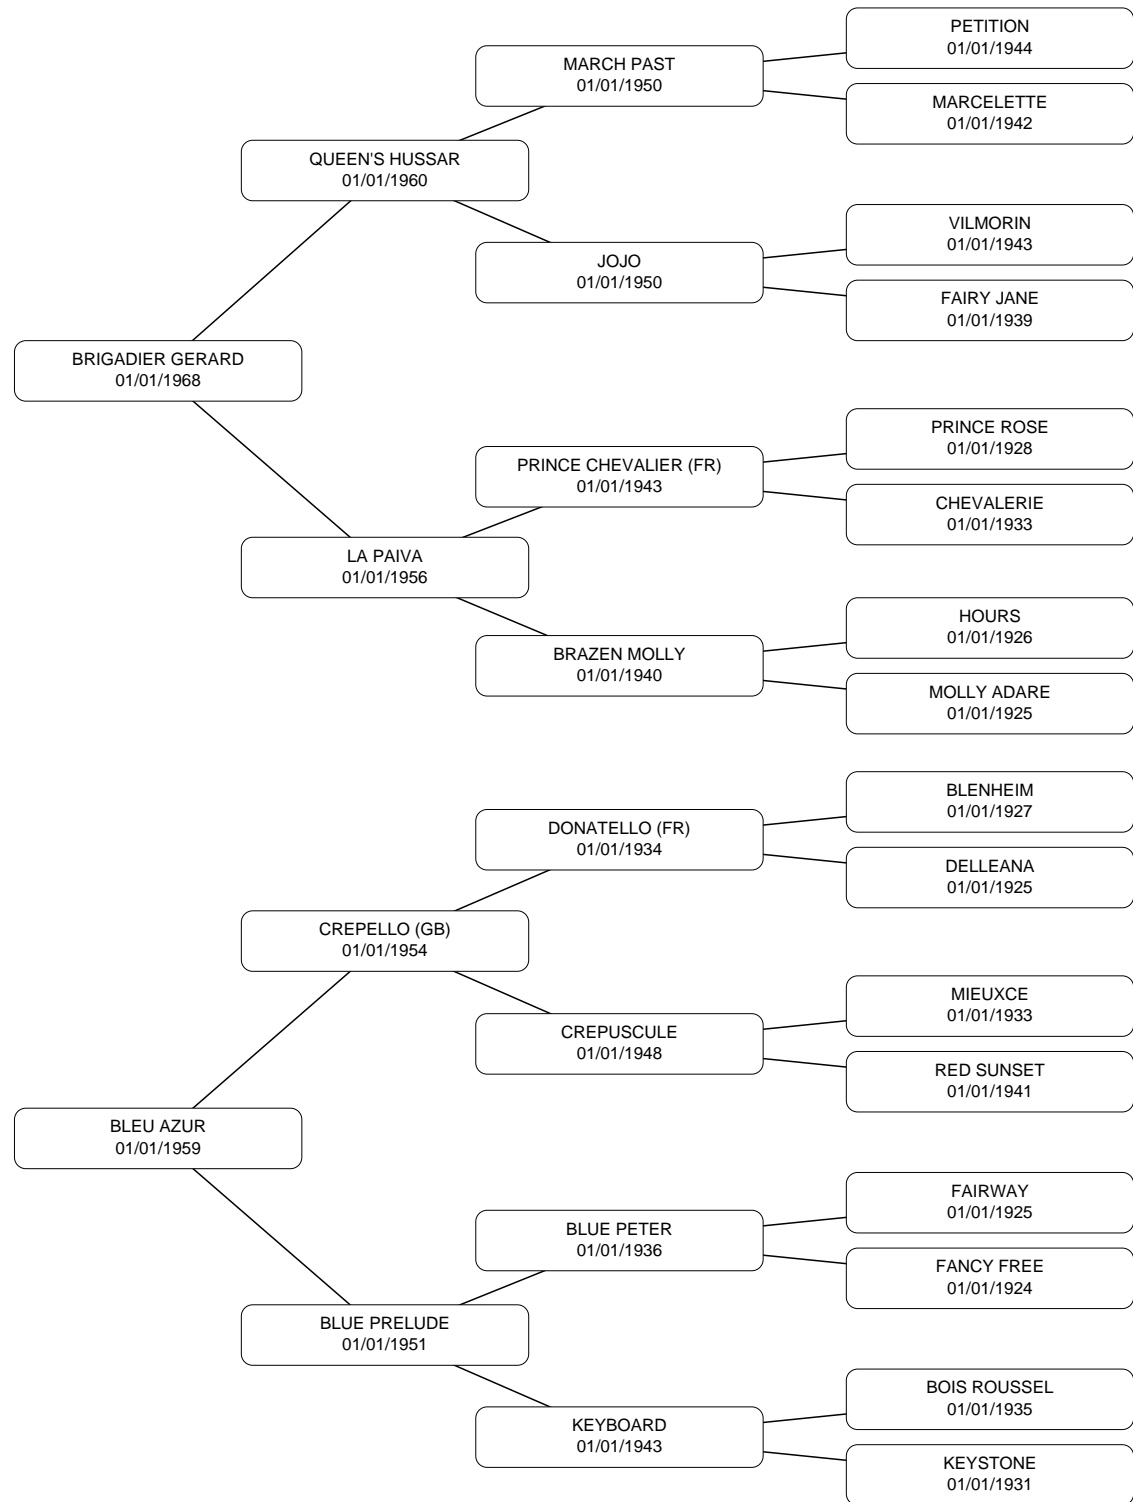 PETITION
01/01/1944
MARCH PAST
01/01/1950
MARCELETTE
01/01/1942
QUEEN'S HUSSAR
01/01/1960
VILMORIN
01/01/1943
JOJO
01/01/1950
FAIRY JANE
01/01/1939
BRIGADIER GERARD
01/01/1968
PRINCE ROSE
01/01/1928
PRINCE CHEVALIER (FR)
01/01/1943
CHEVALERIE
01/01/1933
LA PAIVA
01/01/1956
HOURS
01/01/1926
BRAZEN MOLLY
01/01/1940
MOLLY ADARE
01/01/1925
BLENHEIM
01/01/1927
DONATELLO (FR)
01/01/1934
DELLEANA
01/01/1925
CREPELLO (GB)
01/01/1954
MIEUXCE
01/01/1933
CREPUSCULE
01/01/1948
RED SUNSET
01/01/1941
BLEU AZUR
01/01/1959
FAIRWAY
01/01/1925
BLUE PETER
01/01/1936
FANCY FREE
01/01/1924
BLUE PRELUDE
01/01/1951
BOIS ROUSSEL
01/01/1935
KEYBOARD
01/01/1943
KEYSTONE
01/01/1931